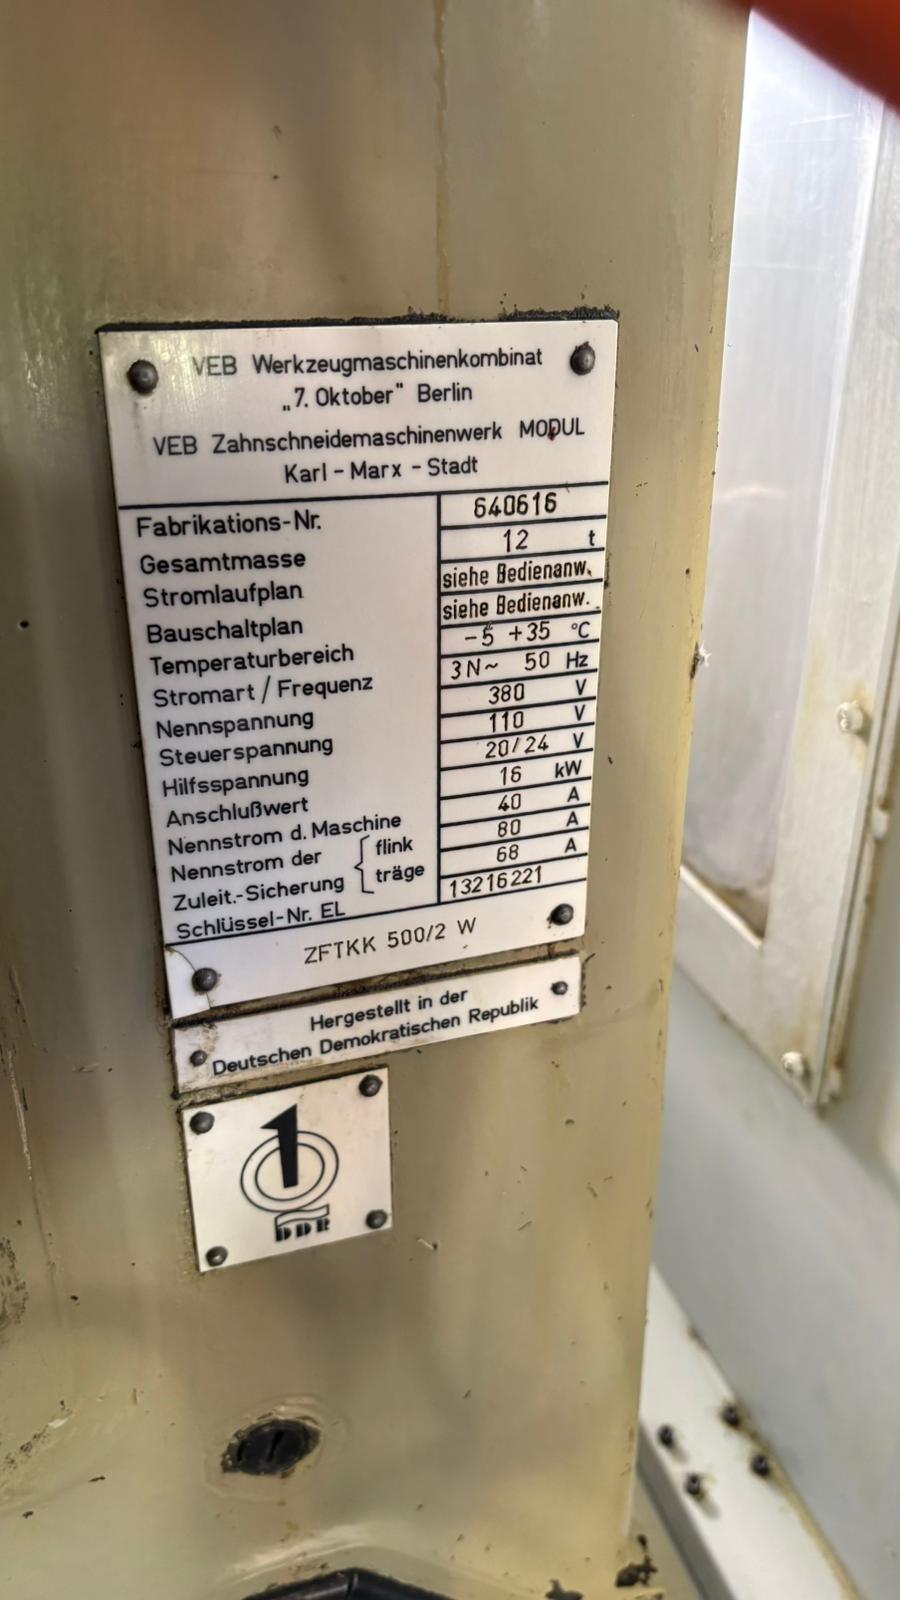 VEB Werkzeugmaschinenkombinat
„7. Oktober" Berlin
VEB Zahnschneidemaschinenwerk MODUL
Karl - Marx - Stadt
Fabrikations-Nr. 640616
Gesamtmasse 12 t
Stromlaufplan siehe Bedienanw.
Bauschaltplan siehe Bedienanw.
Temperaturbereich -5 +35 °C
Stromart / Frequenz 3N~ 50 Hz
Nennspannung 380 V
Steuerspannung 110 V
Hilfsspannung 20/24 V
Anschlußwert 16 kW
Nennstrom d. Maschine 40 A
Nennstrom der flink 80 A
Zuleit.-Sicherung träge 68 A
Schlüssel-Nr. EL 13216221
ZFTKK 500/2 W
Hergestellt in der
Deutschen Demokratischen Republik
1
DDR